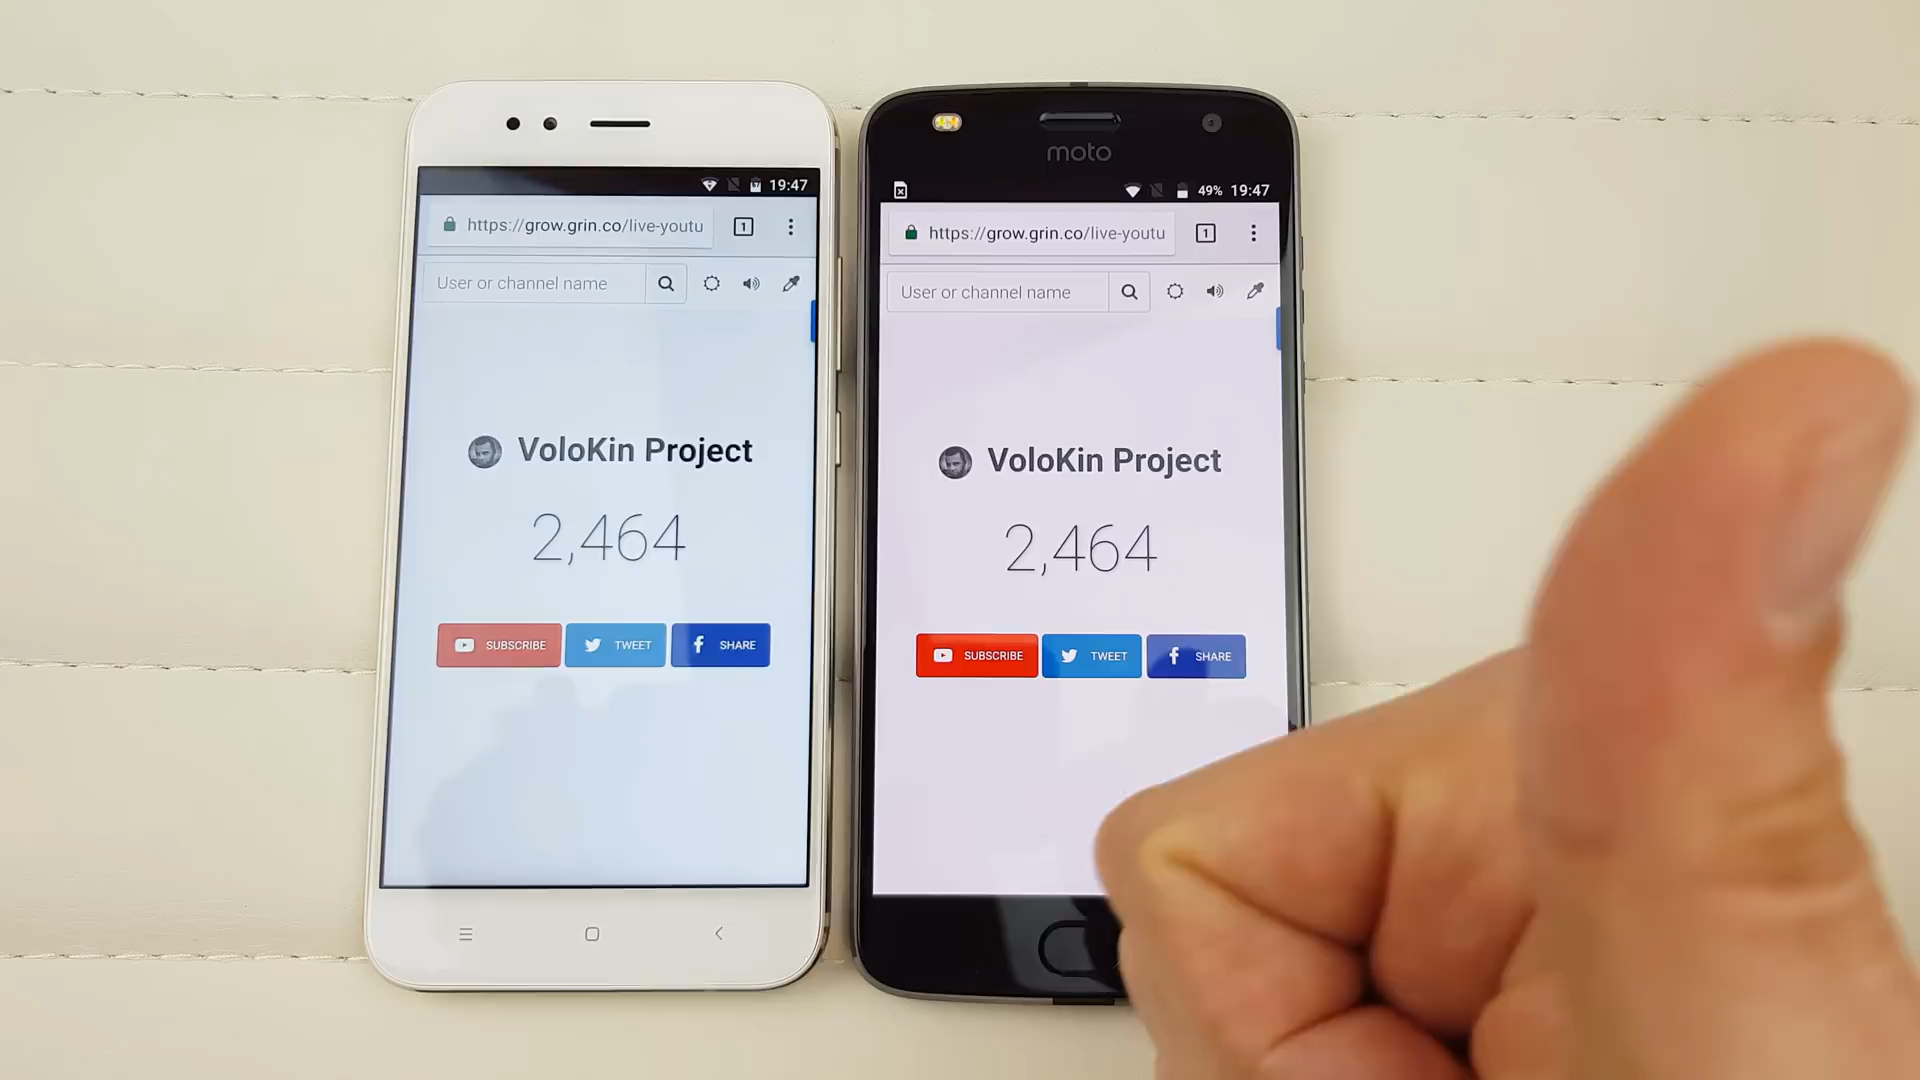 19:47
https://grow.grin.co/live-youtu
1
User or channel name
VoloKin Project
2,464
SUBSCRIBE
TWEET
SHARE
moto
49% 19:47
https://grow.grin.co/live-youtu
1
User or channel name
VoloKin Project
2,464
SUBSCRIBE
TWEET
SHARE